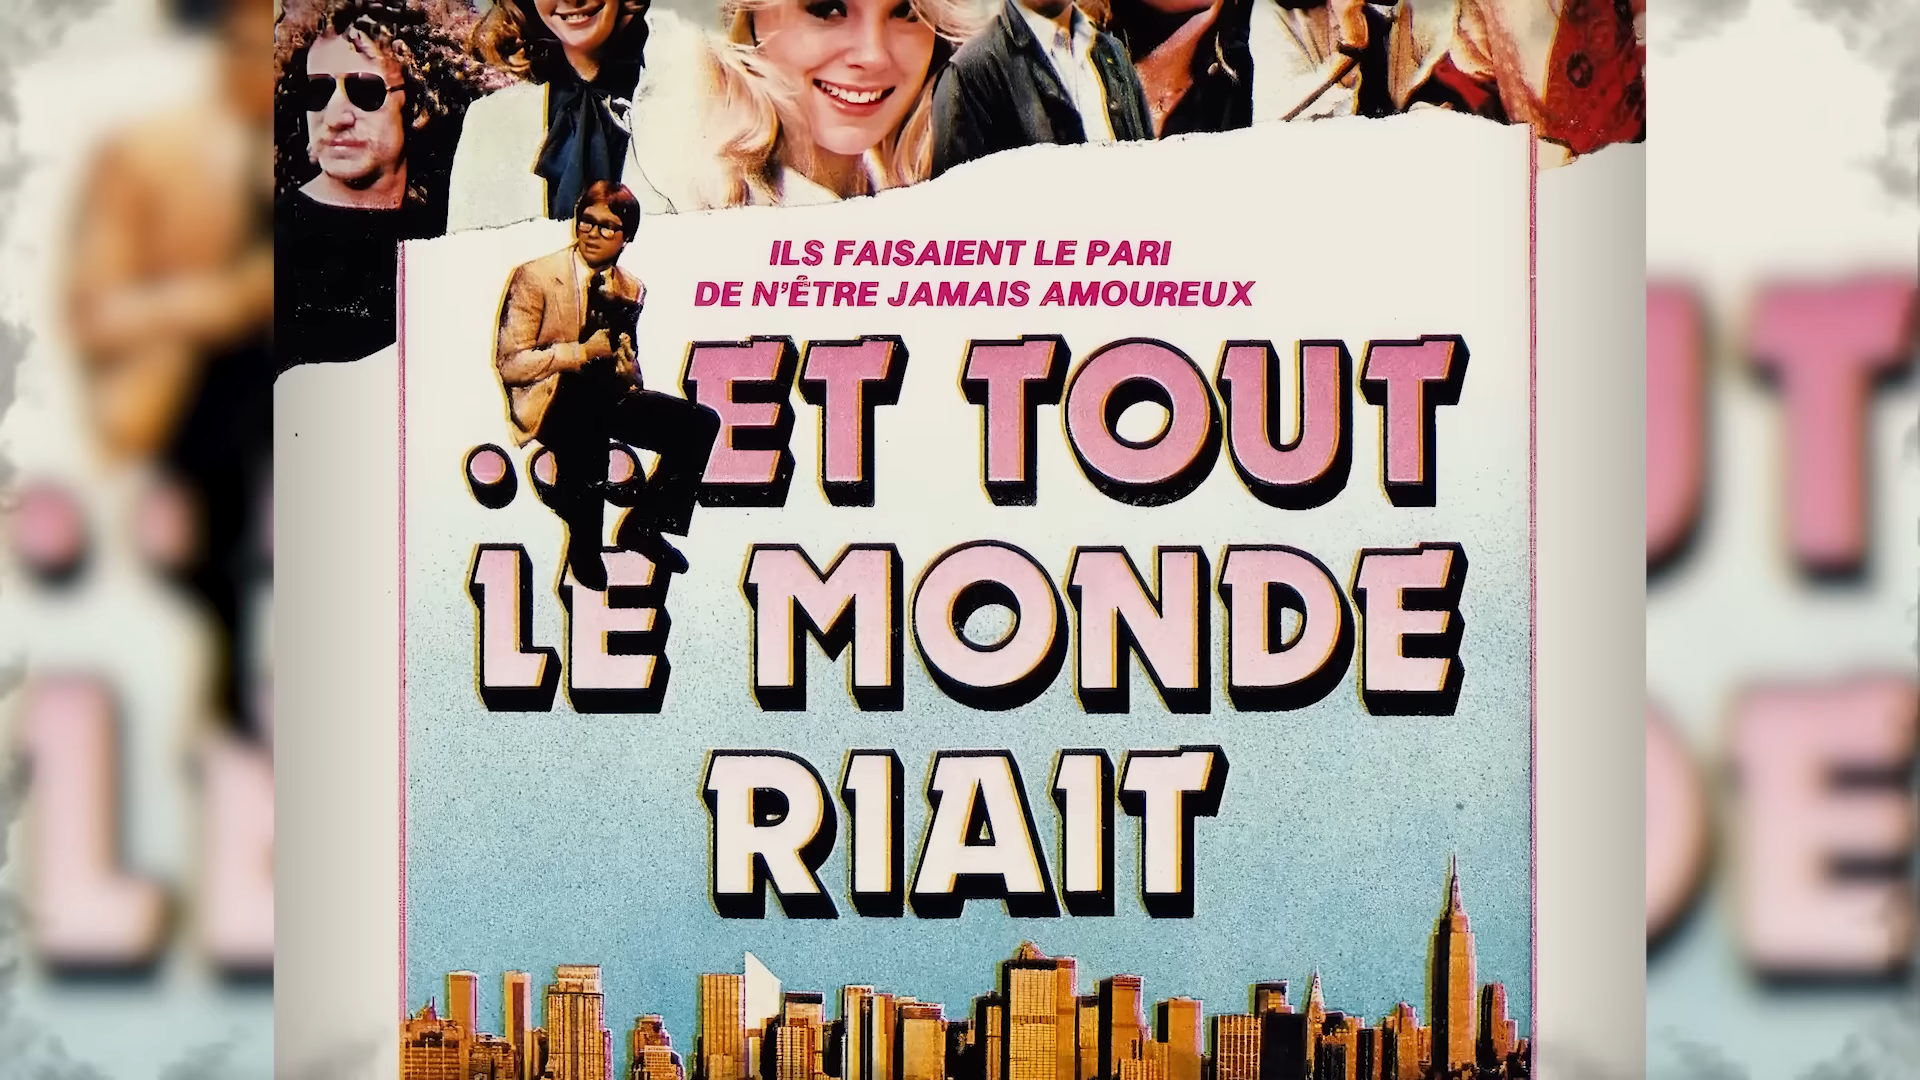 ILS FAISAIENT LE PARI
DE N'ÊTRE JAMAIS AMOUREUX
...ET TOUT
LE MONDE
RIAIT